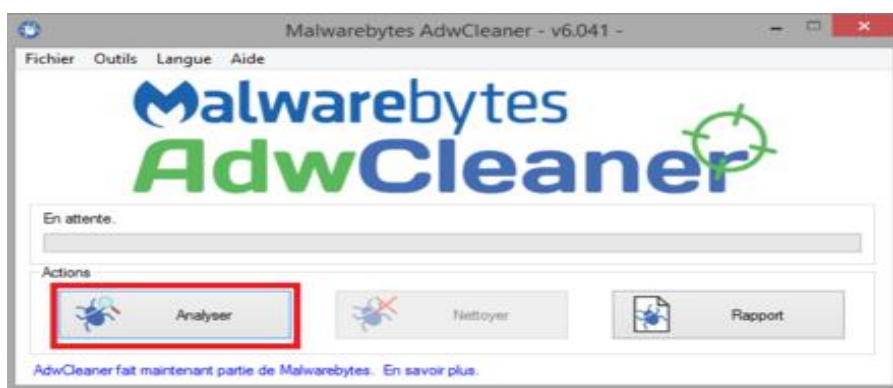 Malwarebytes AdwCleaner - v6.041 -
Fichier Outils Langue Aide
Malwarebytes
AdwCleaner
En attente.
Actions
Analyser
Nettoyer
Rapport
AdwCleaner fait maintenant partie de Malwarebytes. En savoir plus.